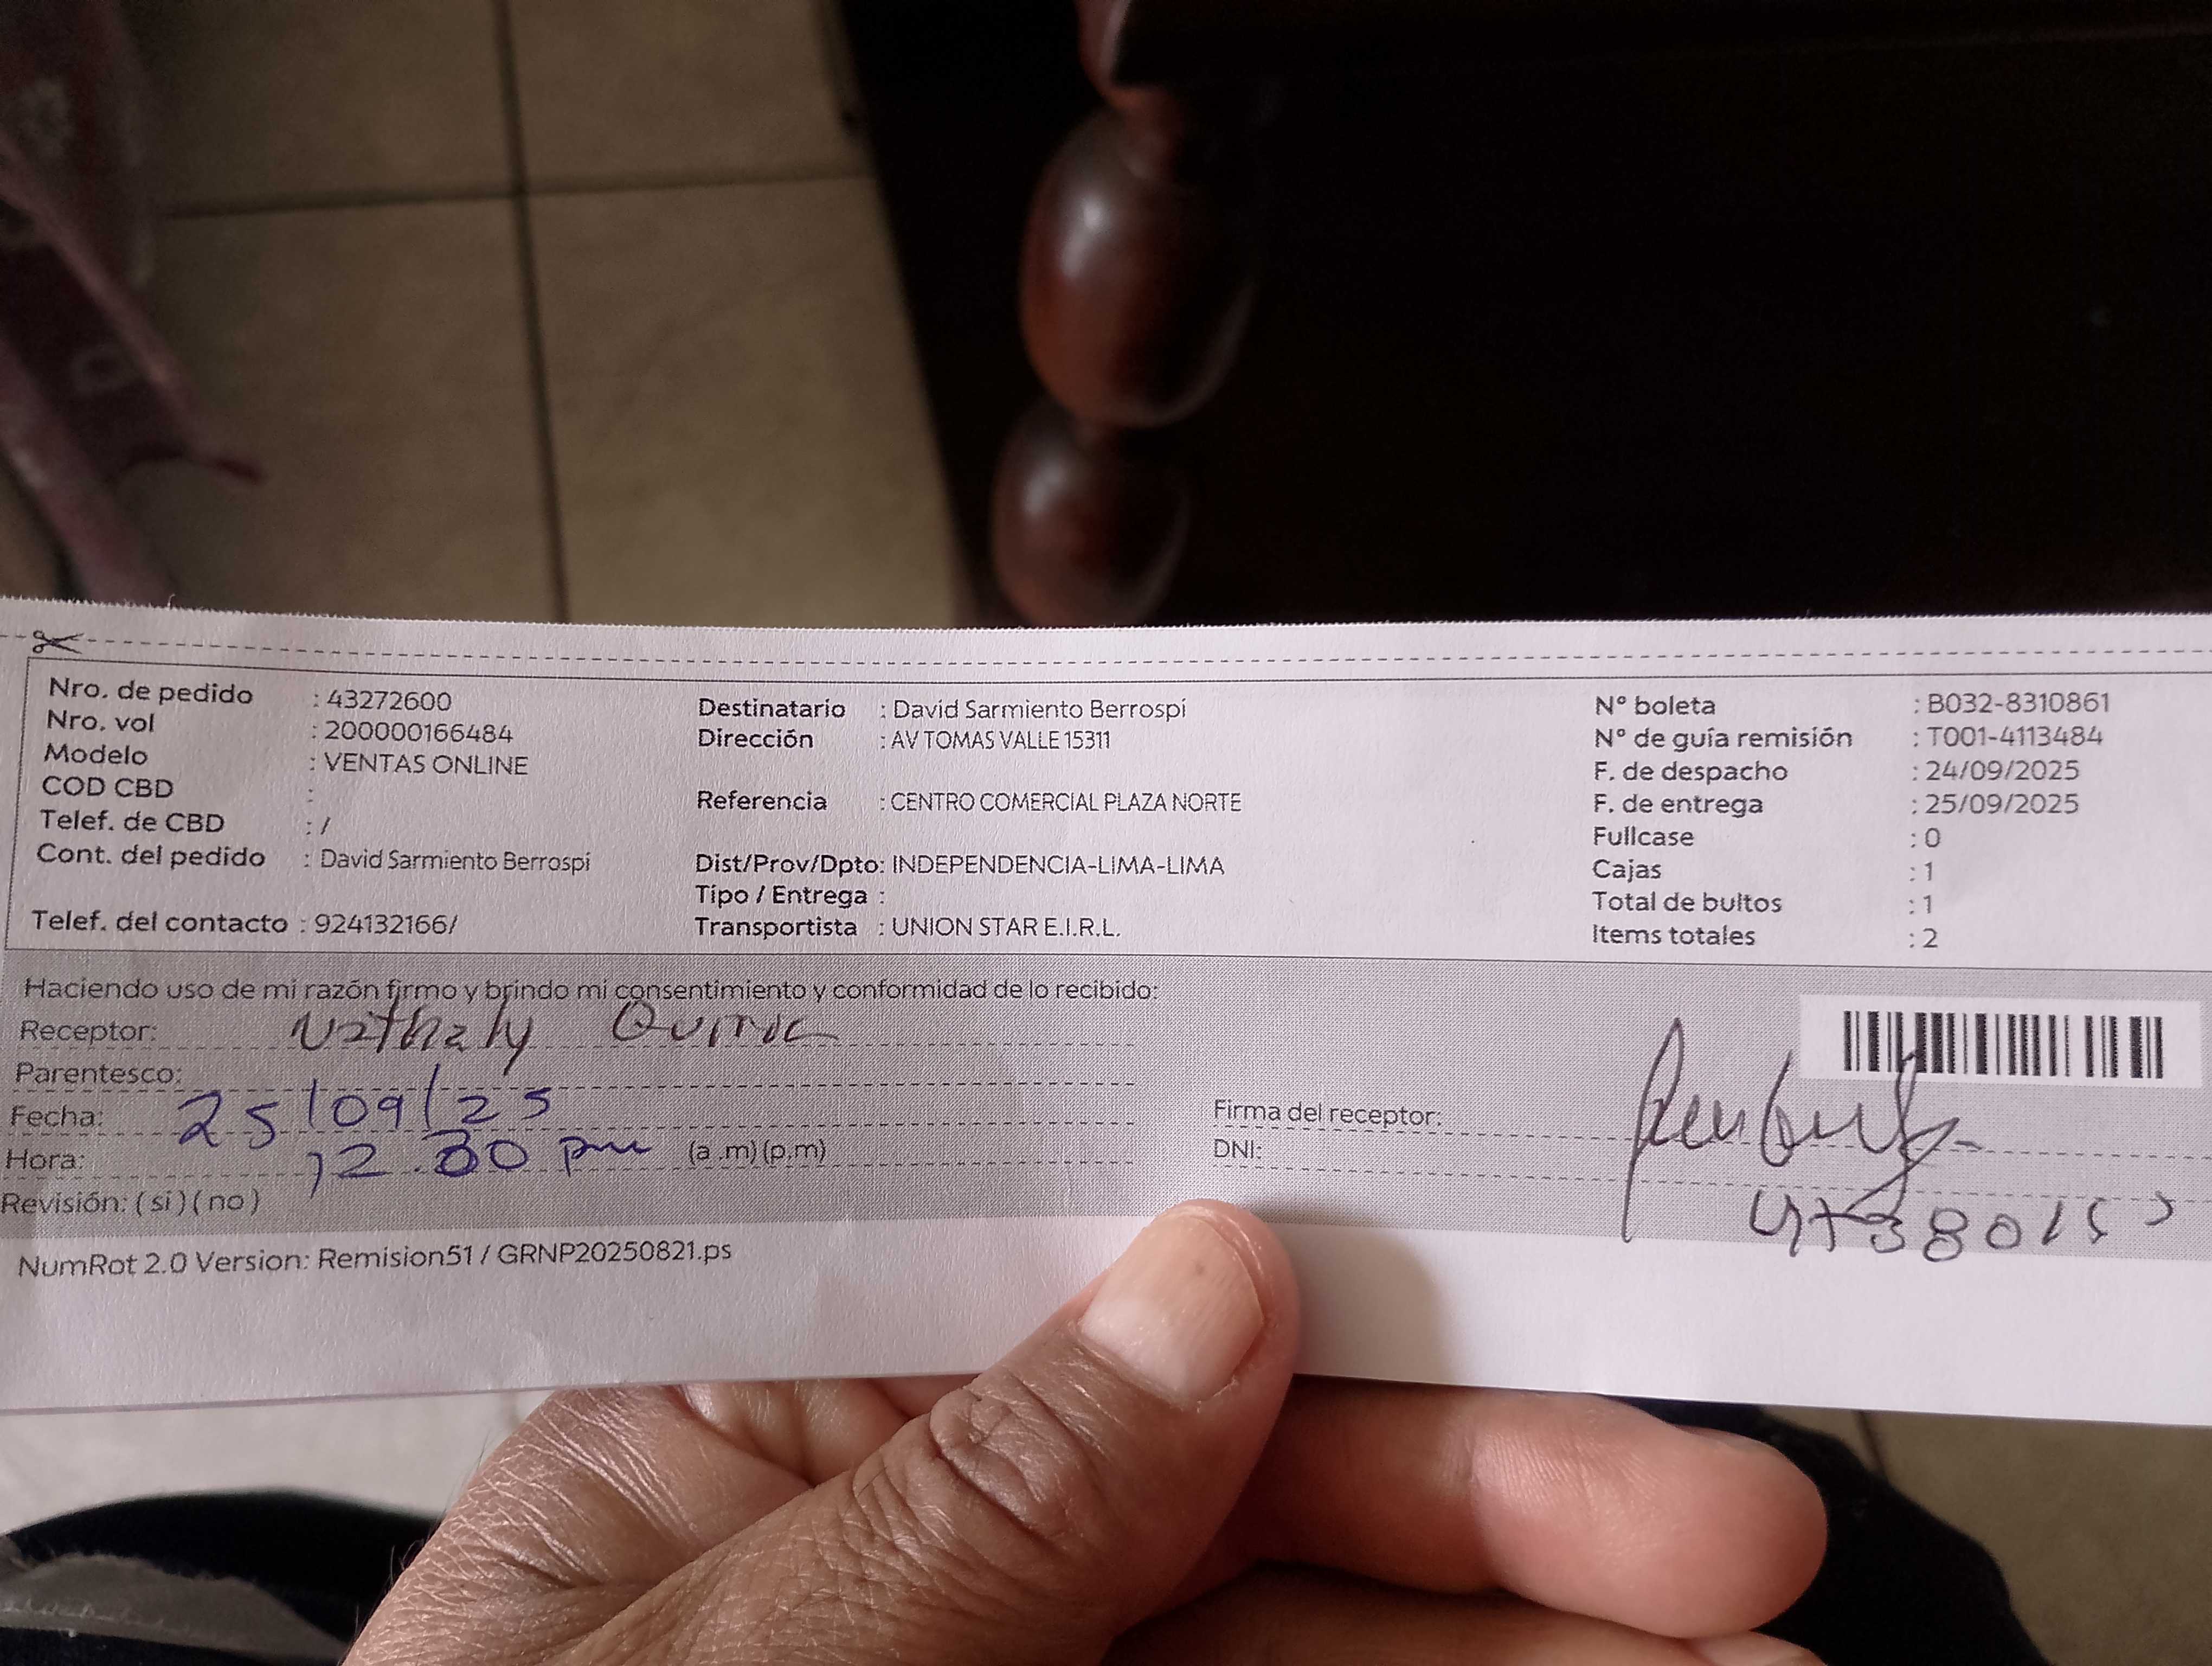 Nro. de pedido : 43272600
Nro. vol : 200000166484
Modelo : VENTAS ONLINE
COD CBD :
Telef. de CBD : /
Cont. del pedido : David Sarmiento Berrospi
Telef. del contacto : 924132166/
Destinatario : David Sarmiento Berrospi
Dirección : AV TOMAS VALLE 15311
Referencia : CENTRO COMERCIAL PLAZA NORTE
Dist/Prov/Dpto: INDEPENDENCIA-LIMA-LIMA
Tipo / Entrega :
Transportista : UNION STAR E.I.R.L.
N° boleta : B032-8310861
N° de guía remisión : T001-4113484
F. de despacho : 24/09/2025
F. de entrega : 25/09/2025
Fullcase : 0
Cajas : 1
Total de bultos : 1
Items totales : 2
Haciendo uso de mi razón firmo y brindo mi consentimiento y conformidad de lo recibido:
Receptor: Nathaly
Parentesco:
Fecha: 25/09/25
Hora: 12.30 pm (a.m)(p.m)
Revisión: (si)(no)
Firma del receptor:
DNI:
NumRot 2.0 Version: Remision51 / GRNP20250821.ps